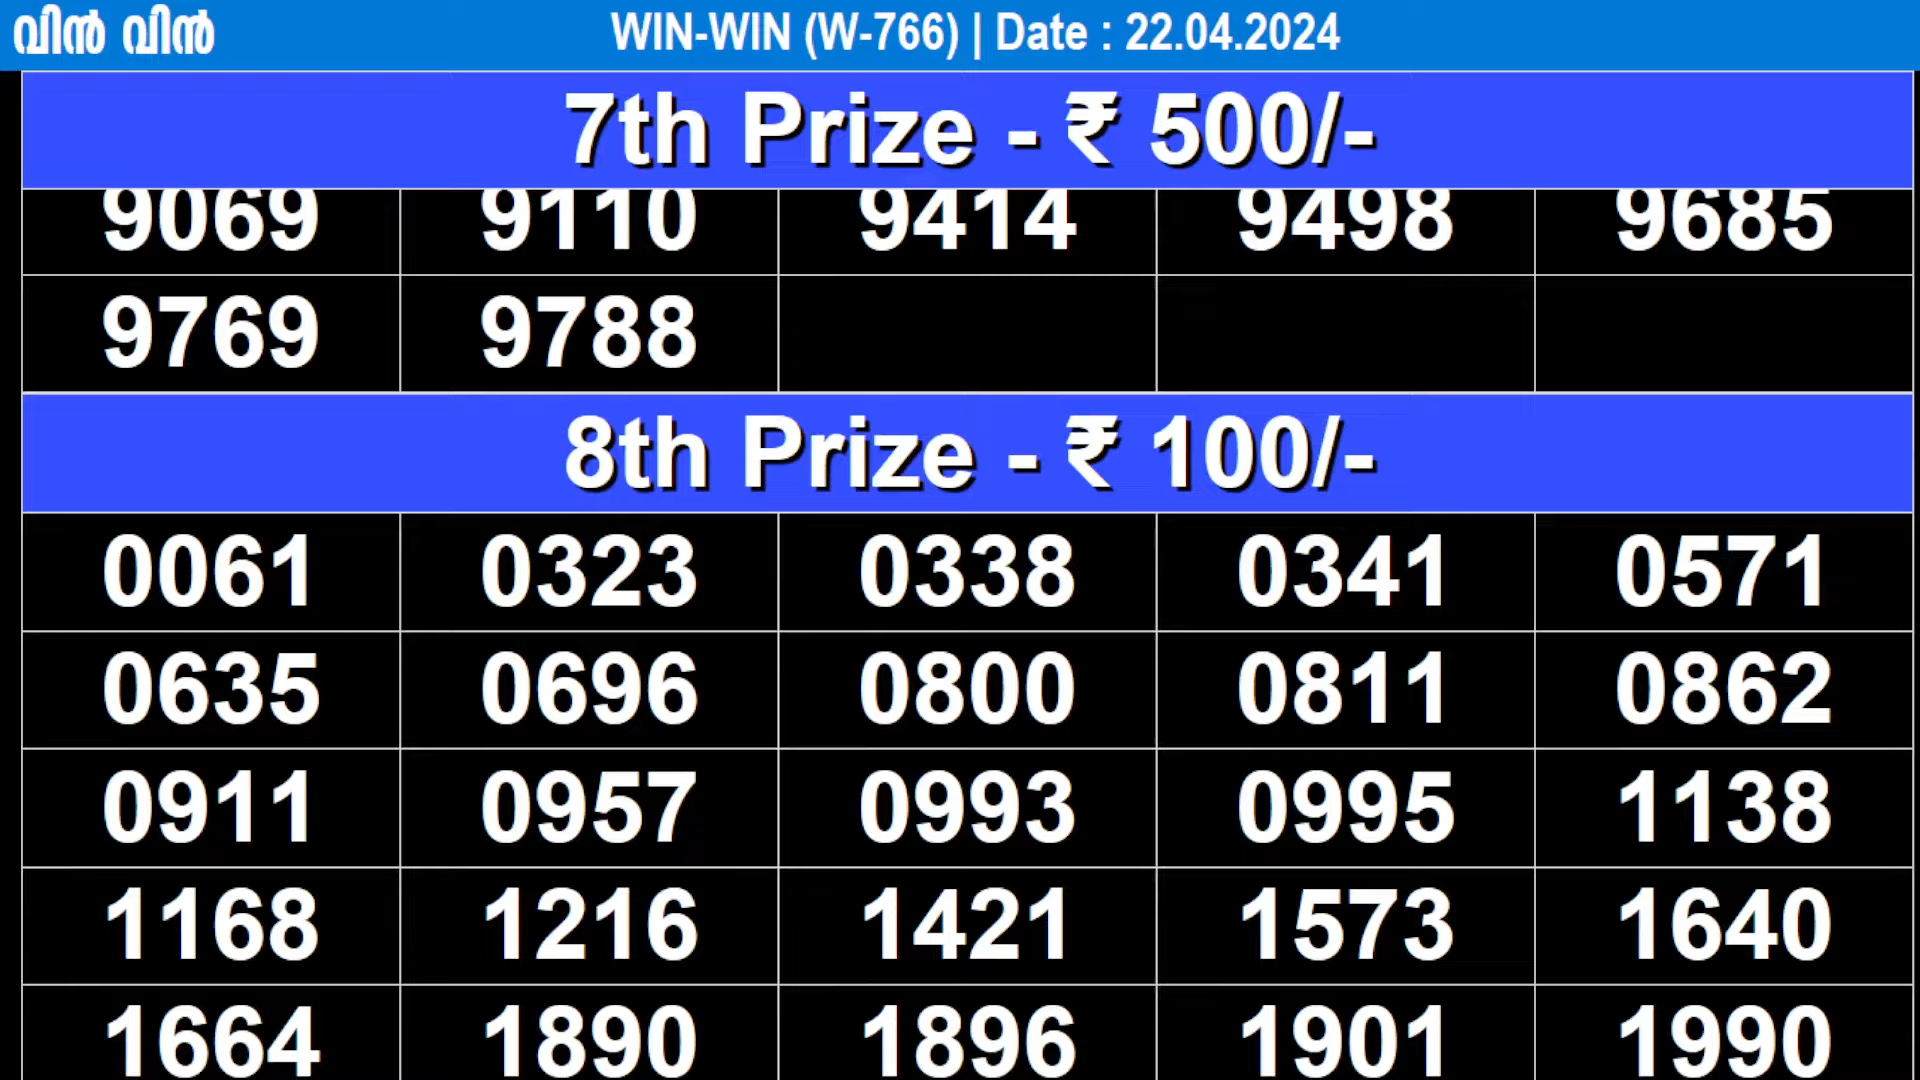 വിൻ വിൻ WIN-WIN (W-766) | Date : 22.04.2024
7th Prize - ₹ 500/-
9069 9110 9414 9498 9685
9769 9788
8th Prize - ₹ 100/-
0061 0323 0338 0341 0571
0635 0696 0800 0811 0862
0911 0957 0993 0995 1138
1168 1216 1421 1573 1640
1664 1890 1896 1901 1990